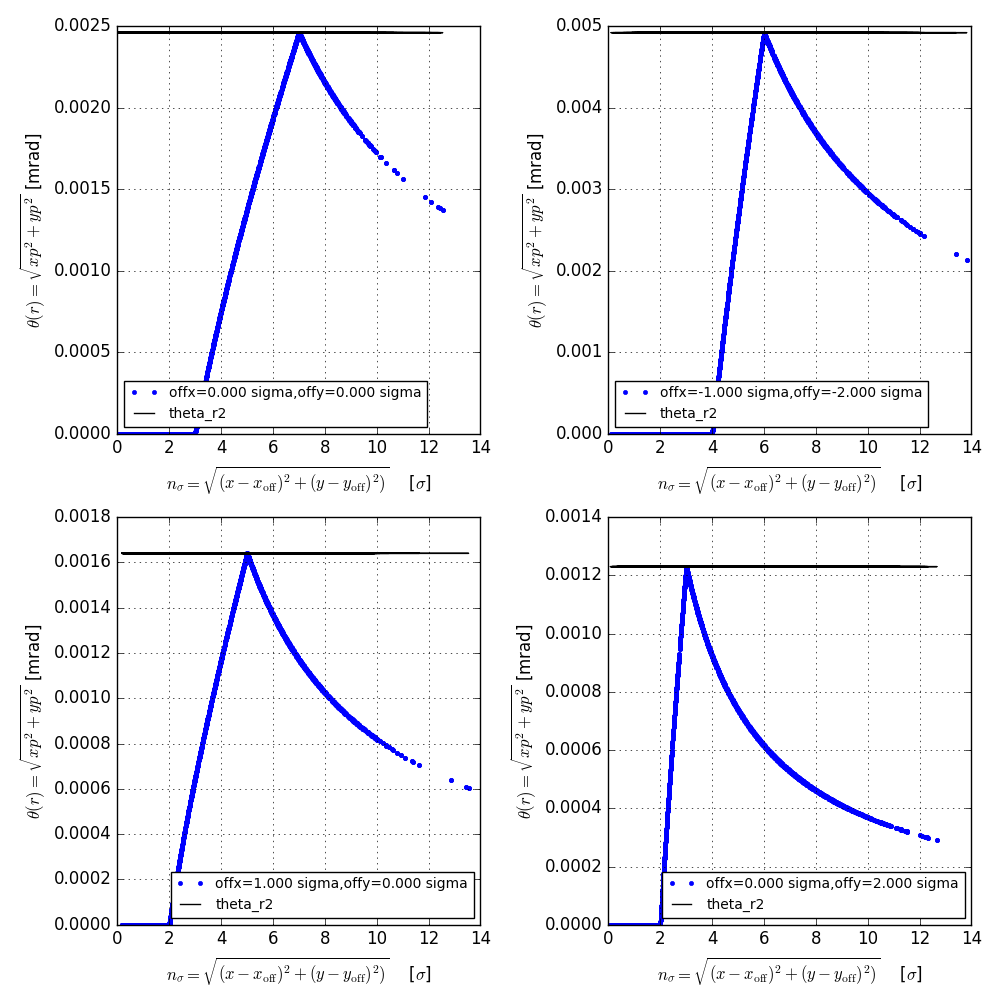 0.0025
0.0020
0.0015
0.0010
0.0005
0.0000
θ(r) = √(xp² + yp²) [mrad]
offx=0.000 sigma,offy=0.000 sigma
theta_r2
0 2 4 6 8 10 12 14
n_σ = √((x − x_off)² + (y − y_off)²) [σ]
0.005
0.004
0.003
0.002
0.001
0.000
θ(r) = √(xp² + yp²) [mrad]
offx=-1.000 sigma,offy=-2.000 sigma
theta_r2
0 2 4 6 8 10 12 14
n_σ = √((x − x_off)² + (y − y_off)²) [σ]
0.0018
0.0016
0.0014
0.0012
0.0010
0.0008
0.0006
0.0004
0.0002
0.0000
θ(r) = √(xp² + yp²) [mrad]
offx=1.000 sigma,offy=0.000 sigma
theta_r2
0 2 4 6 8 10 12 14
n_σ = √((x − x_off)² + (y − y_off)²) [σ]
0.0014
0.0012
0.0010
0.0008
0.0006
0.0004
0.0002
0.0000
θ(r) = √(xp² + yp²) [mrad]
offx=0.000 sigma,offy=2.000 sigma
theta_r2
0 2 4 6 8 10 12 14
n_σ = √((x − x_off)² + (y − y_off)²) [σ]